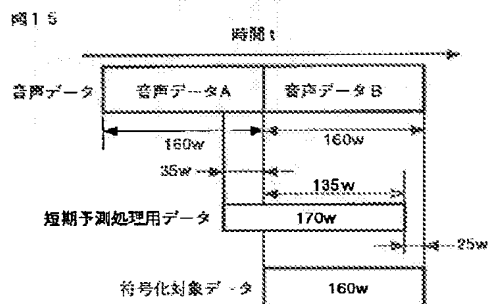 図15
時間t
音声データ 音声データA 音声データB
160w 160w
35w
135w
短期予測処理用データ 170w
25w
符号化対象データ 160w